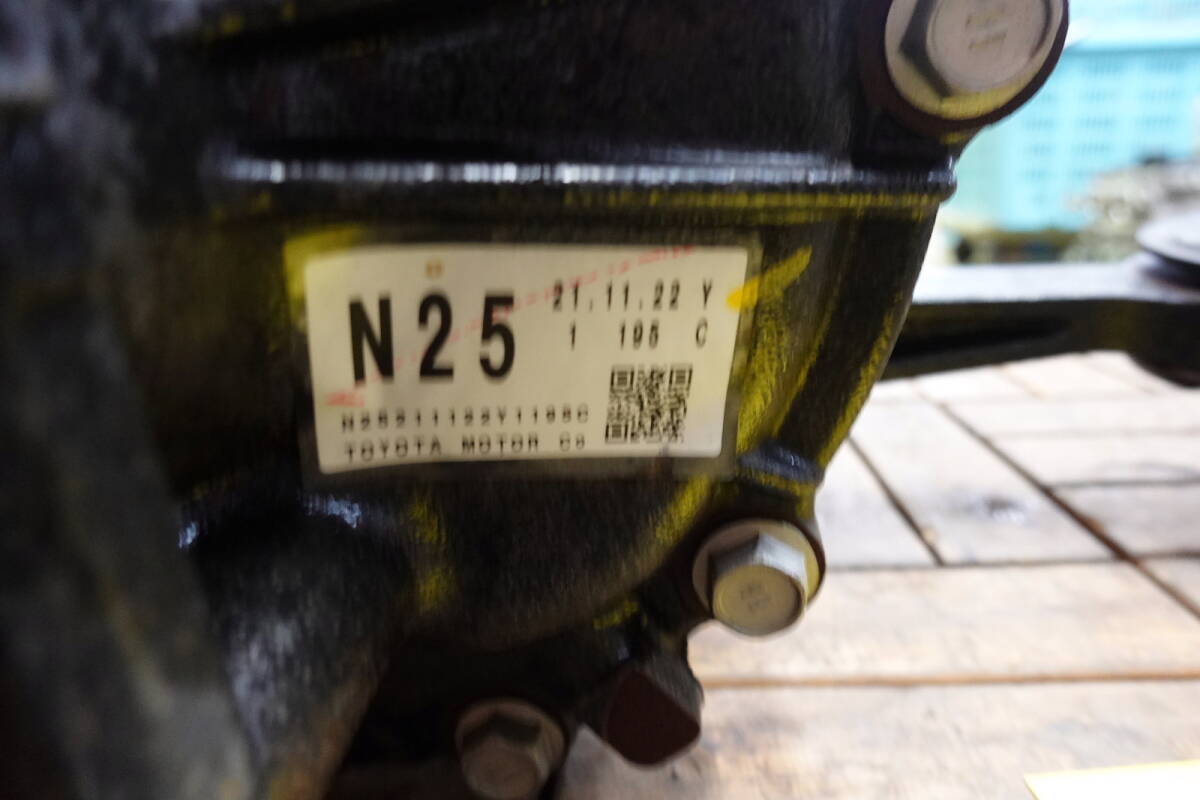 N25
21.11.22 Y
1 195 C
N25211122Y1195C
TOYOTA MOTOR Co